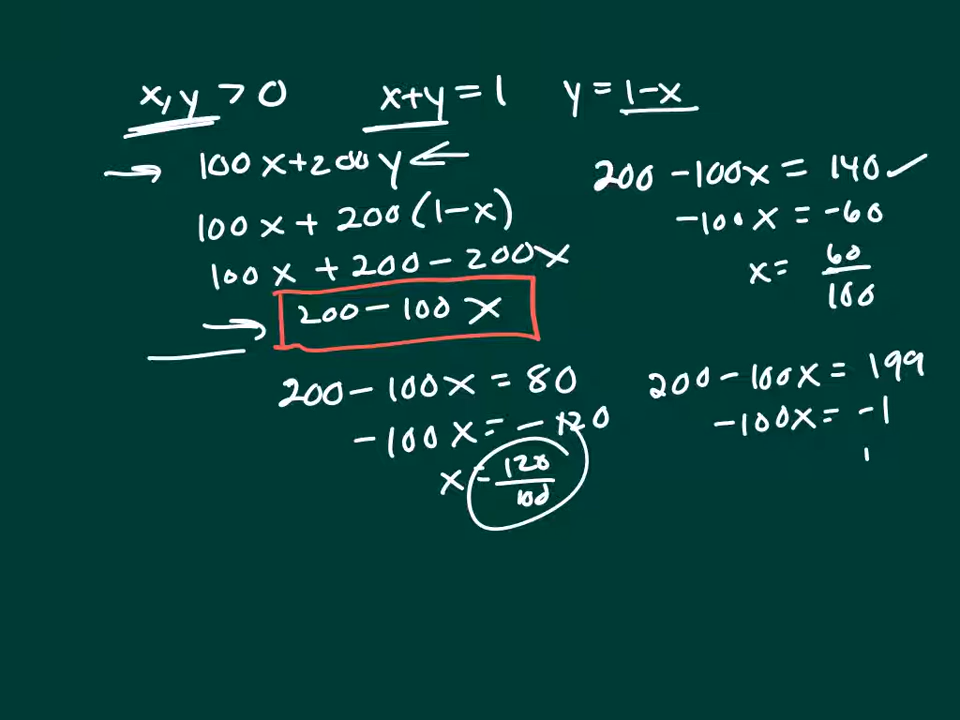 x, y > 0 x+y = 1 y = 1-x
100x+200y ←
100x + 200(1-x)
100x + 200 - 200x
→ 200 - 100x
200 - 100x = 80
-100x = -120
x = 120/100
200 - 100x = 140 ✓
-100x = -60
x = 60/100
200 - 100x = 199
-100x = -1